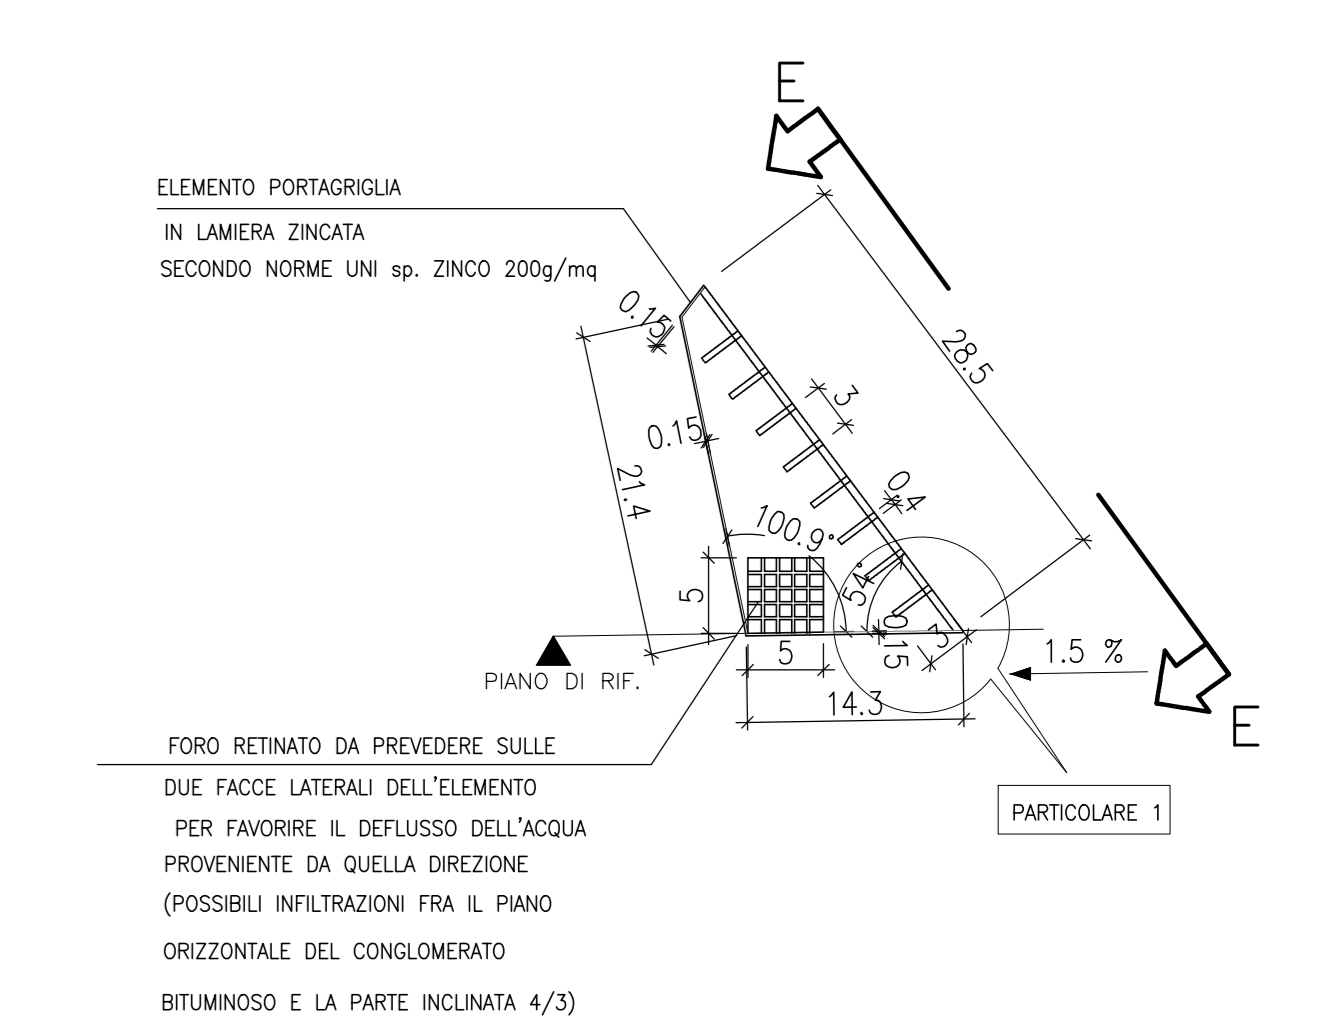 E
ELEMENTO PORTAGRIGLIA
IN LAMIERA ZINCATA
SECONDO NORME UNI sp. ZINCO 200g/mq
0.15
28.5
3
0.15
21.4
0.4
100.9°
54°
5
0.15
3
5
1.5 %
PIANO DI RIF.
14.3
E
FORO RETINATO DA PREVEDERE SULLE
DUE FACCE LATERALI DELL'ELEMENTO
PER FAVORIRE IL DEFLUSSO DELL'ACQUA
PROVENIENTE DA QUELLA DIREZIONE
(POSSIBILI INFILTRAZIONI FRA IL PIANO
ORIZZONTALE DEL CONGLOMERATO
BITUMINOSO E LA PARTE INCLINATA 4/3)
PARTICOLARE 1